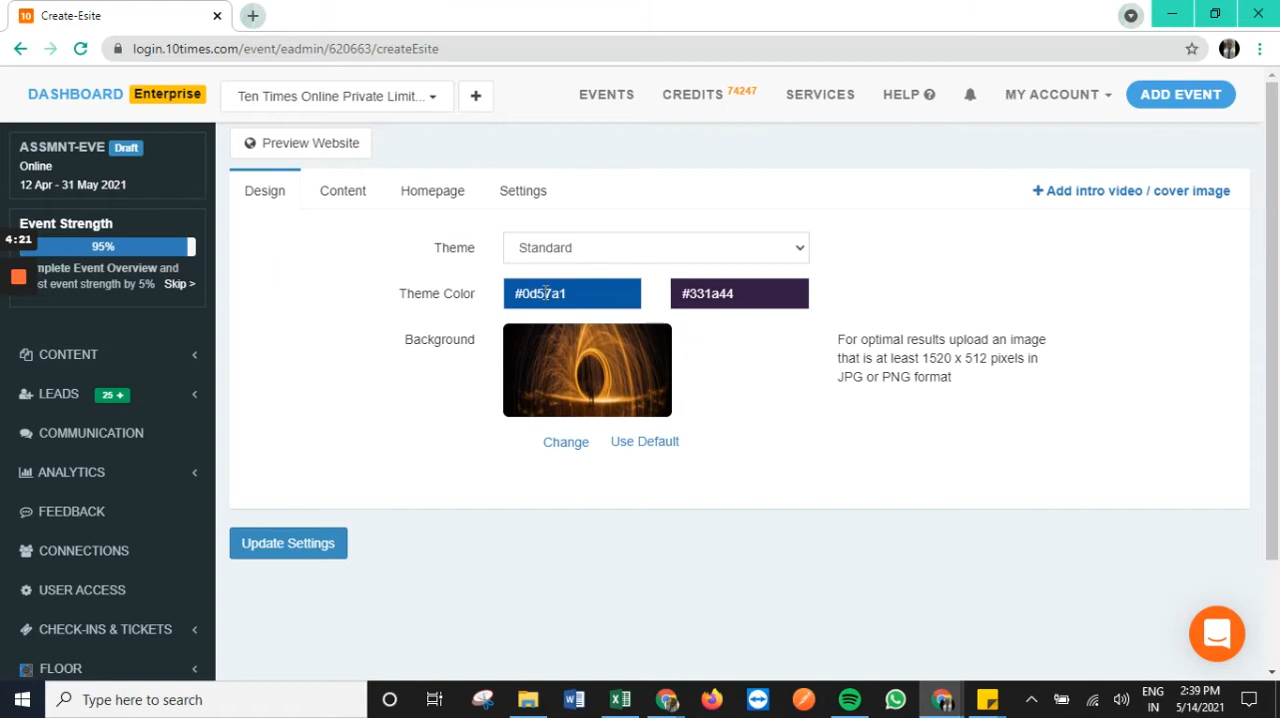 10 Create-Esite
login.10times.com/event/eadmin/620663/createEsite
DASHBOARD Enterprise
Ten Times Online Private Limit...
EVENTS
CREDITS 74247
SERVICES
HELP
MY ACCOUNT
ADD EVENT
ASSMNT-EVE Draft
Online
12 Apr - 31 May 2021
Event Strength
95%
4:21
mplete Event Overview and
st event strength by 5% Skip >
CONTENT
LEADS 25 +
COMMUNICATION
ANALYTICS
FEEDBACK
CONNECTIONS
USER ACCESS
CHECK-INS & TICKETS
FLOOR
Preview Website
Design
Content
Homepage
Settings
Add intro video / cover image
Theme
Standard
Theme Color
#0d57a1
#331a44
Background
For optimal results upload an image
that is at least 1520 x 512 pixels in
JPG or PNG format
Change
Use Default
Update Settings
Type here to search
ENG
IN
2:39 PM
5/14/2021